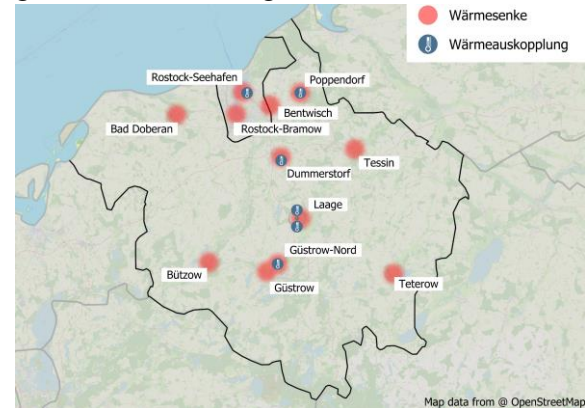 Wärmesenke
Wärmeauskopplung
Rostock-Seehafen
Poppendorf
Bentwisch
Bad Doberan
Rostock-Bramow
Tessin
Dummerstorf
Laage
Güstrow-Nord
Bützow
Güstrow
Teterow
Map data from @ OpenStreetMap